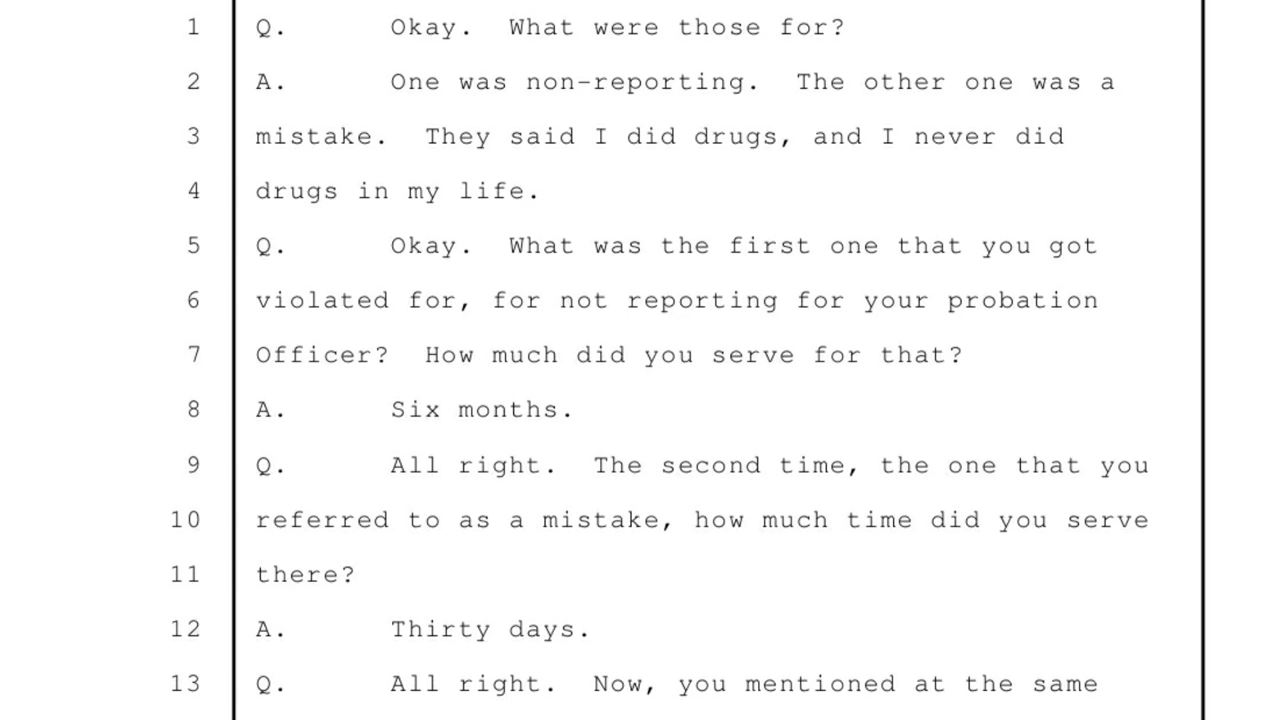 1 Q. Okay. What were those for?
2 A. One was non-reporting. The other one was a
3 mistake. They said I did drugs, and I never did
4 drugs in my life.
5 Q. Okay. What was the first one that you got
6 violated for, for not reporting for your probation
7 Officer? How much did you serve for that?
8 A. Six months.
9 Q. All right. The second time, the one that you
10 referred to as a mistake, how much time did you serve
11 there?
12 A. Thirty days.
13 Q. All right. Now, you mentioned at the same